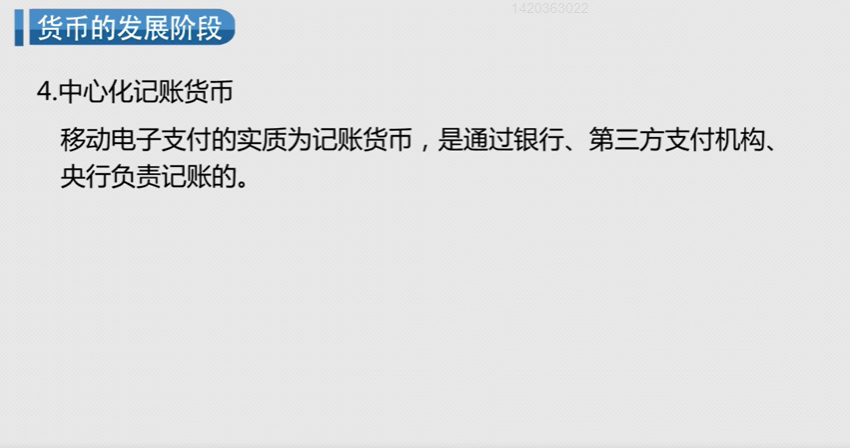 1420363022
货币的发展阶段
4.中心化记账货币
移动电子支付的实质为记账货币，是通过银行、第三方支付机构、
央行负责记账的。